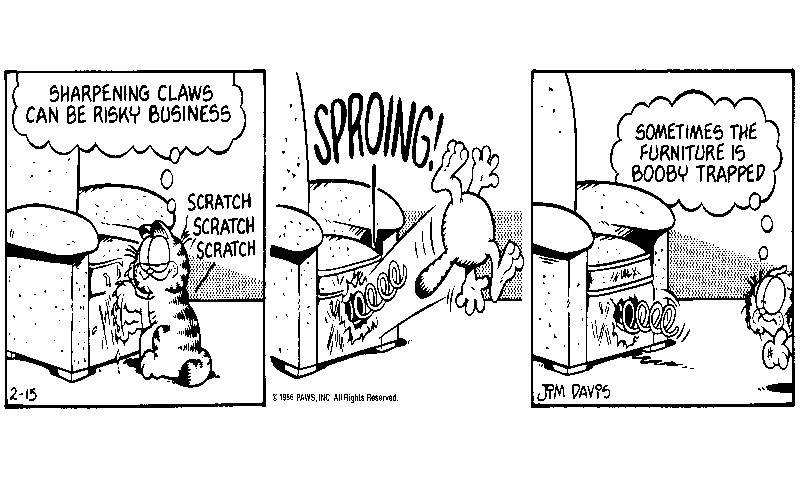 SHARPENING CLAWS
CAN BE RISKY BUSINESS
SCRATCH
SCRATCH
SCRATCH
2-15
SPROING!
© 1986 PAWS, INC. All Rights Reserved.
SOMETIMES THE
FURNITURE IS
BOOBY TRAPPED
JIM DAVIS